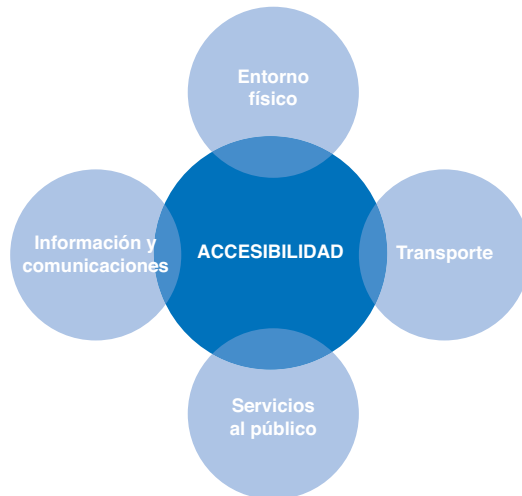 Entorno
físico
Información y
comunicaciones
ACCESIBILIDAD
Transporte
Servicios
al público